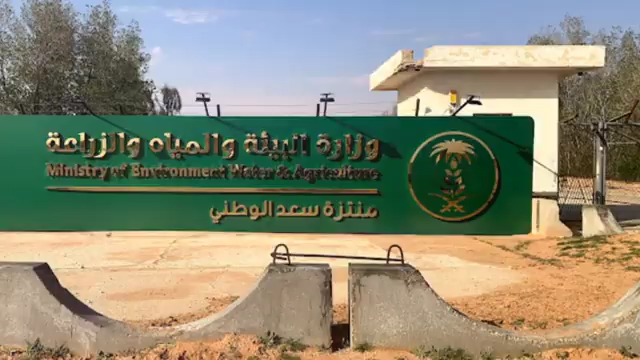 وزارة البيئة والمياه والزراعة
Ministry of Environment Water & Agriculture
منتزة سعد الوطني